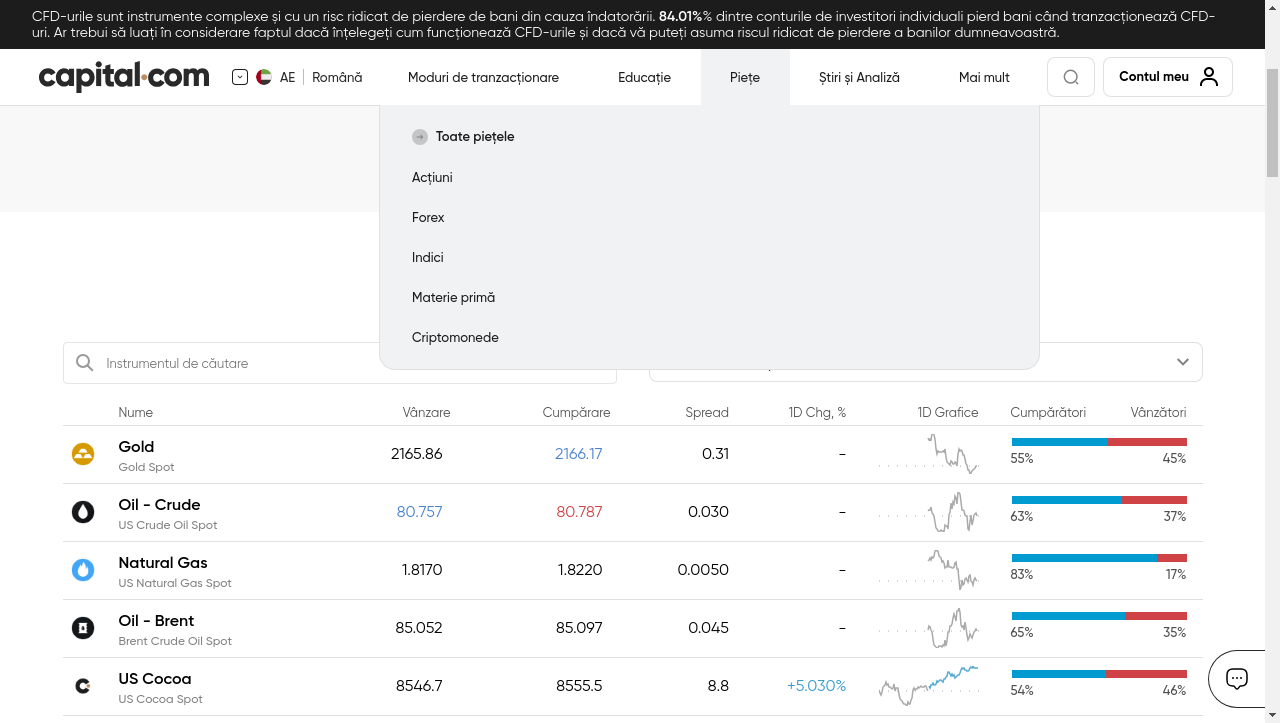 CFD-urile sunt instrumente complexe și cu un risc ridicat de pierdere de bani din cauza îndatorării. 84.01%% dintre conturile de investitori individuali pierd bani când tranzacționează CFD-
uri. Ar trebui să luați în considerare faptul dacă înțelegeți cum funcționează CFD-urile și dacă vă puteți asuma riscul ridicat de pierdere a banilor dumneavoastră.
capital.com AE Română Moduri de tranzacționare Educație Piețe Știri și Analiză Mai mult Contul meu
Toate piețele
Acțiuni
Forex
Indici
Materie primă
Criptomonede
Instrumentul de căutare
Nume Vânzare Cumpărare Spread 1D Chg, % 1D Grafice Cumpărători Vânzători
Gold 2165.86 2166.17 0.31 -
Gold Spot 55% 45%
Oil - Crude 80.757 80.787 0.030 -
US Crude Oil Spot 63% 37%
Natural Gas 1.8170 1.8220 0.0050 -
US Natural Gas Spot 83% 17%
Oil - Brent 85.052 85.097 0.045 -
Brent Crude Oil Spot 65% 35%
US Cocoa 8546.7 8555.5 8.8 +5.030%
US Cocoa Spot 54% 46%